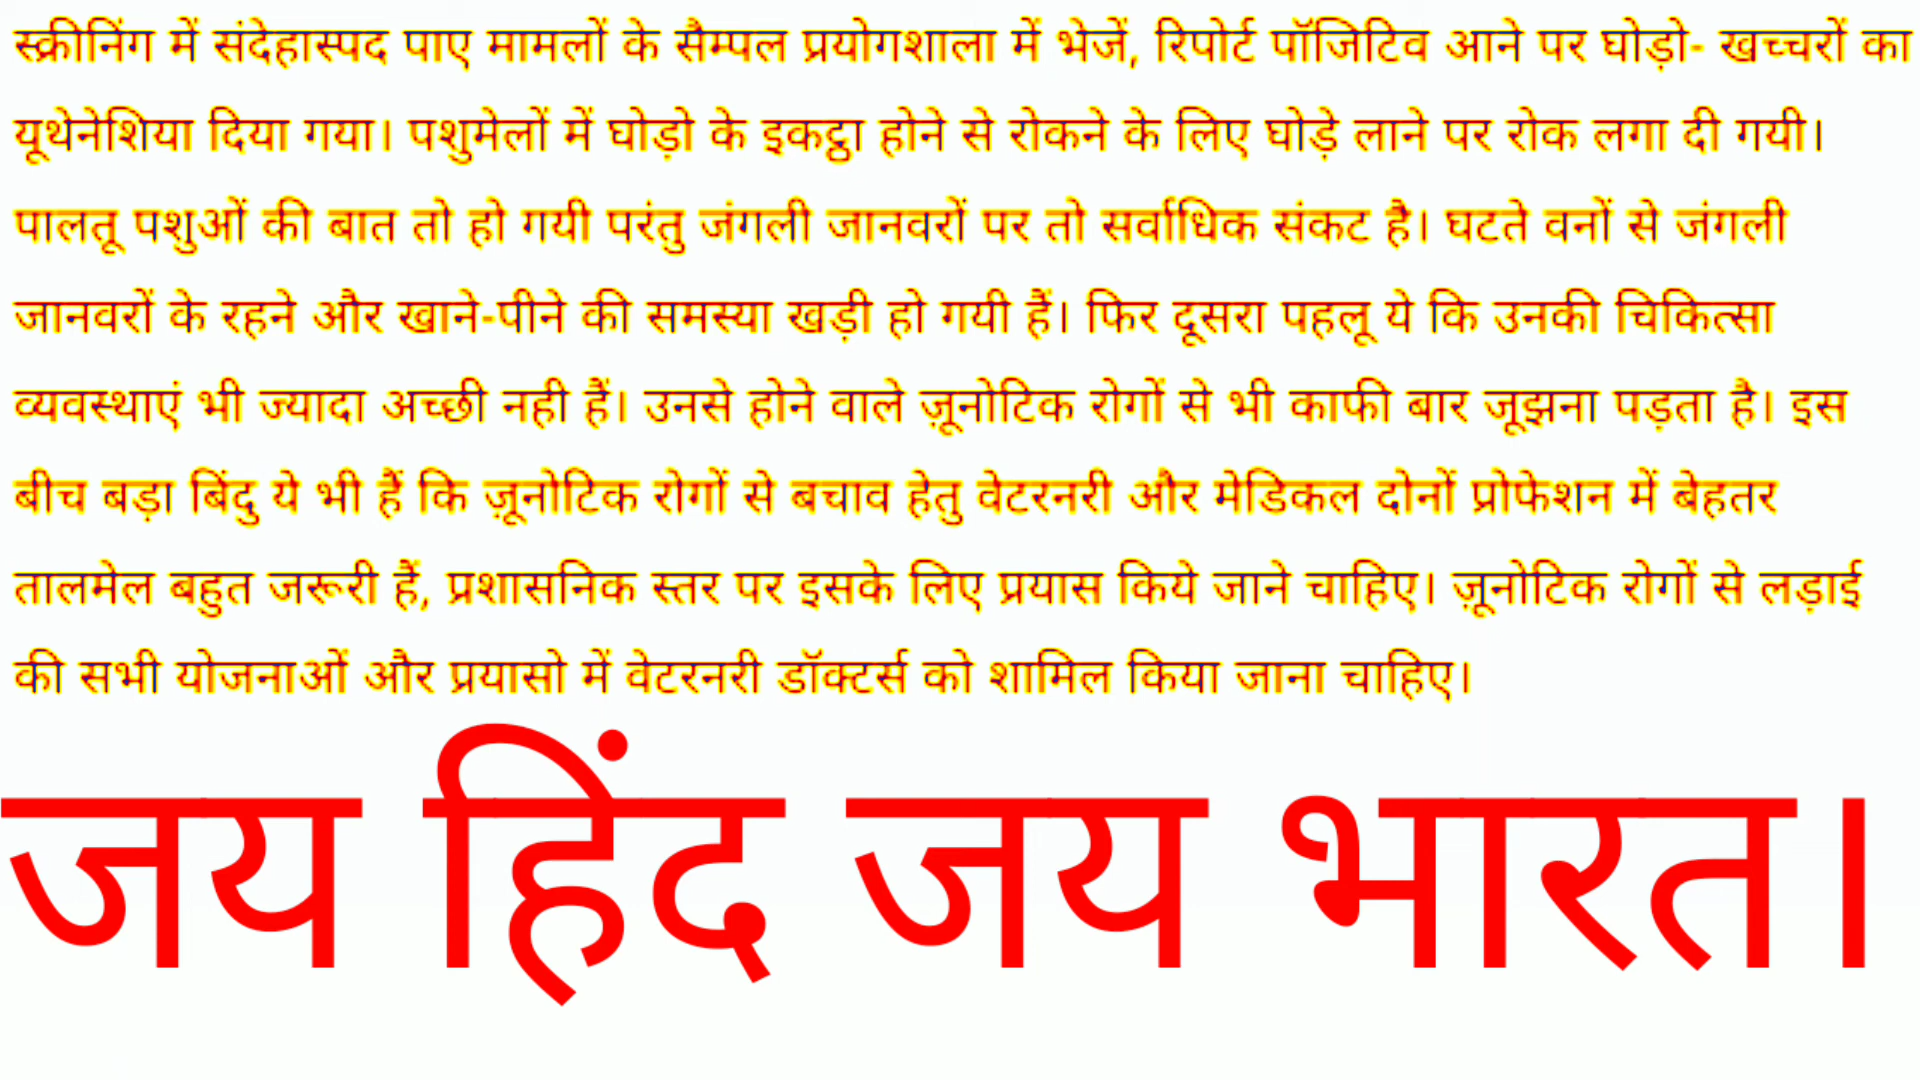 स्क्रीनिंग में संदेहास्पद पाए मामलों के सैम्पल प्रयोगशाला में भेजें, रिपोर्ट पॉजिटिव आने पर घोड़ो- खच्चरों का
यूथेनेशिया दिया गया। पशुमेलों में घोड़ो के इकट्ठा होने से रोकने के लिए घोड़े लाने पर रोक लगा दी गयी।
पालतू पशुओं की बात तो हो गयी परंतु जंगली जानवरों पर तो सर्वाधिक संकट है। घटते वनों से जंगली
जानवरों के रहने और खाने-पीने की समस्या खड़ी हो गयी हैं। फिर दूसरा पहलू ये कि उनकी चिकित्सा
व्यवस्थाएं भी ज्यादा अच्छी नही हैं। उनसे होने वाले ज़ूनोटिक रोगों से भी काफी बार जूझना पड़ता है। इस
बीच बड़ा बिंदु ये भी हैं कि ज़ूनोटिक रोगों से बचाव हेतु वेटरनरी और मेडिकल दोनों प्रोफेशन में बेहतर
तालमेल बहुत जरूरी हैं, प्रशासनिक स्तर पर इसके लिए प्रयास किये जाने चाहिए। ज़ूनोटिक रोगों से लड़ाई
की सभी योजनाओं और प्रयासो में वेटरनरी डॉक्टर्स को शामिल किया जाना चाहिए।
जय हिंद जय भारत।